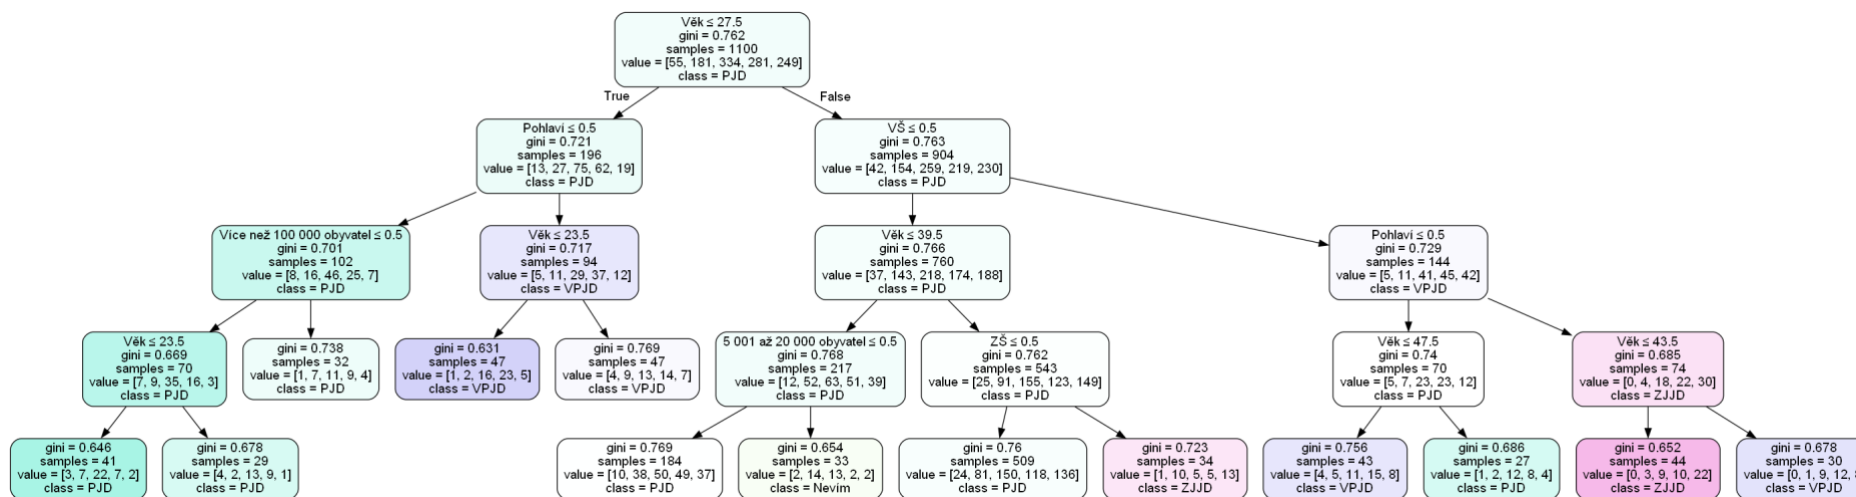 Věk ≤ 27.5
gini = 0.762
samples = 1100
value = [55, 181, 334, 281, 249]
class = PJD
True
False
Pohlaví ≤ 0.5
gini = 0.721
samples = 196
value = [13, 27, 75, 62, 19]
class = PJD
VŠ ≤ 0.5
gini = 0.763
samples = 904
value = [42, 154, 259, 219, 230]
class = PJD
Více než 100 000 obyvatel ≤ 0.5
gini = 0.701
samples = 102
value = [8, 16, 46, 25, 7]
class = PJD
Věk ≤ 23.5
gini = 0.717
samples = 94
value = [5, 11, 29, 37, 12]
class = VPJD
Věk ≤ 39.5
gini = 0.766
samples = 760
value = [37, 143, 218, 174, 188]
class = PJD
Pohlaví ≤ 0.5
gini = 0.729
samples = 144
value = [5, 11, 41, 45, 42]
class = VPJD
Věk ≤ 23.5
gini = 0.669
samples = 70
value = [7, 9, 35, 16, 3]
class = PJD
gini = 0.738
samples = 32
value = [1, 7, 11, 9, 4]
class = PJD
gini = 0.631
samples = 47
value = [1, 2, 16, 23, 5]
class = VPJD
gini = 0.769
samples = 47
value = [4, 9, 13, 14, 7]
class = VPJD
5 001 až 20 000 obyvatel ≤ 0.5
gini = 0.768
samples = 217
value = [12, 52, 63, 51, 39]
class = PJD
ZŠ ≤ 0.5
gini = 0.762
samples = 543
value = [25, 91, 155, 123, 149]
class = PJD
Věk ≤ 47.5
gini = 0.74
samples = 70
value = [5, 7, 23, 23, 12]
class = PJD
Věk ≤ 43.5
gini = 0.685
samples = 74
value = [0, 4, 18, 22, 30]
class = ZJJD
gini = 0.646
samples = 41
value = [3, 7, 22, 7, 2]
class = PJD
gini = 0.678
samples = 29
value = [4, 2, 13, 9, 1]
class = PJD
gini = 0.769
samples = 184
value = [10, 38, 50, 49, 37]
class = PJD
gini = 0.654
samples = 33
value = [2, 14, 13, 2, 2]
class = Nevím
gini = 0.76
samples = 509
value = [24, 81, 150, 118, 136]
class = PJD
gini = 0.723
samples = 34
value = [1, 10, 5, 5, 13]
class = ZJJD
gini = 0.756
samples = 43
value = [4, 5, 11, 15, 8]
class = VPJD
gini = 0.686
samples = 27
value = [1, 2, 12, 8, 4]
class = PJD
gini = 0.652
samples = 44
value = [0, 3, 9, 10, 22]
class = ZJJD
gini = 0.678
samples = 30
value = [0, 1, 9, 12,
class = VPJD